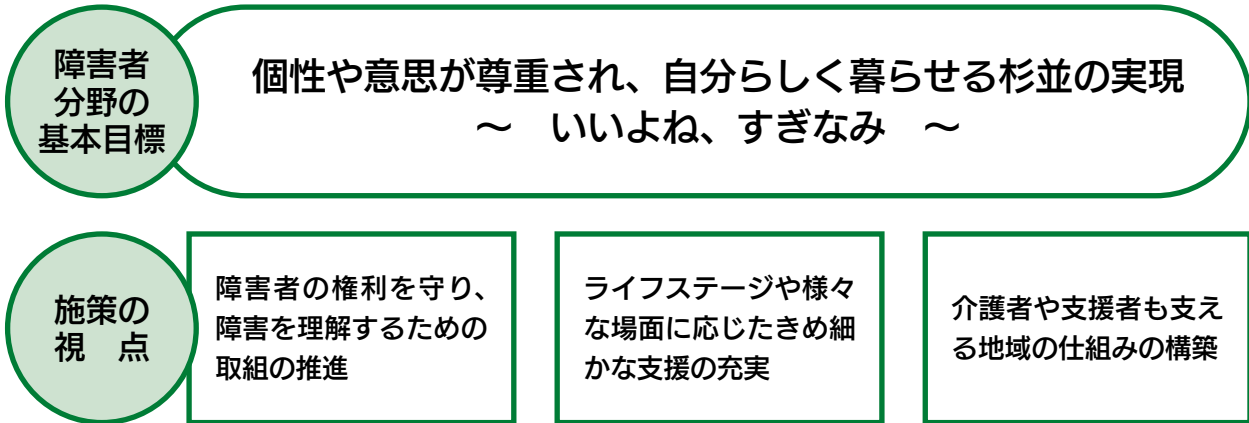 障害者
分野の
基本目標
個性や意思が尊重され、自分らしく暮らせる杉並の実現
～　いいよね、すぎなみ　～
施策の
視　点
障害者の権利を守り、
障害を理解するための
取組の推進
ライフステージや様々
な場面に応じたきめ細
かな支援の充実
介護者や支援者も支え
る地域の仕組みの構築